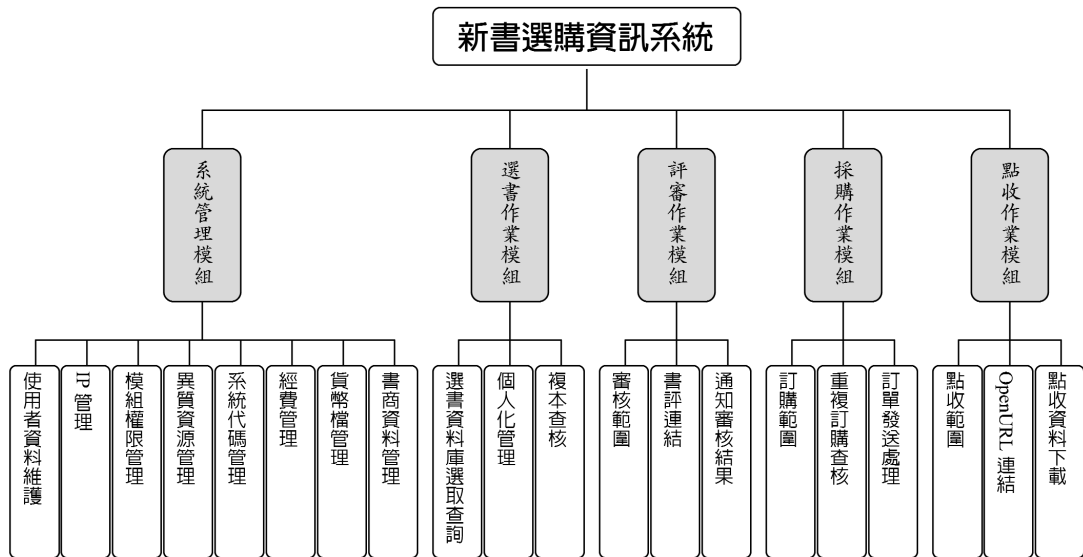 新書選購資訊系統
系統管理模組
選書作業模組
評審作業模組
採購作業模組
點收作業模組
使用者資料維護
IP 管理
模組權限管理
異質資源管理
系統代碼管理
經費管理
貨幣檔管理
書商資料管理
選書資料庫選取查詢
個人化管理
複本查核
審核範圍
書評連結
通知審核結果
訂購範圍
重複訂購查核
訂單發送處理
點收範圍
OpenURL 連結
點收資料下載